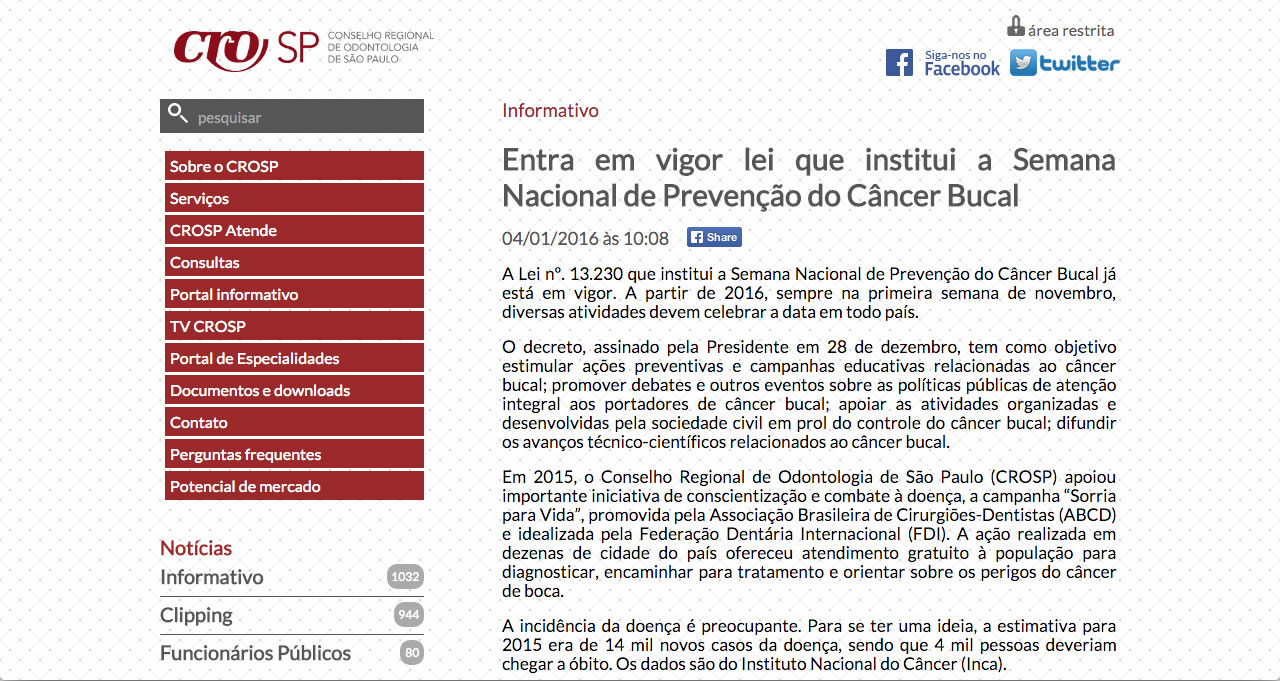 cro SP CONSELHO REGIONAL
DE ODONTOLOGIA
DE SÃO PAULO
área restrita
Siga-nos no
Facebook
twitter
pesquisar
Sobre o CROSP
Serviços
CROSP Atende
Consultas
Portal informativo
TV CROSP
Portal de Especialidades
Documentos e downloads
Contato
Perguntas frequentes
Potencial de mercado
Notícias
Informativo 1032
Clipping 944
Funcionários Públicos 80
Informativo
Entra em vigor lei que institui a Semana
Nacional de Prevenção do Câncer Bucal
04/01/2016 às 10:08 Share
A Lei nº. 13.230 que institui a Semana Nacional de Prevenção do Câncer Bucal já
está em vigor. A partir de 2016, sempre na primeira semana de novembro,
diversas atividades devem celebrar a data em todo país.
O decreto, assinado pela Presidente em 28 de dezembro, tem como objetivo
estimular ações preventivas e campanhas educativas relacionadas ao câncer
bucal; promover debates e outros eventos sobre as políticas públicas de atenção
integral aos portadores de câncer bucal; apoiar as atividades organizadas e
desenvolvidas pela sociedade civil em prol do controle do câncer bucal; difundir
os avanços técnico-científicos relacionados ao câncer bucal.
Em 2015, o Conselho Regional de Odontologia de São Paulo (CROSP) apoiou
importante iniciativa de conscientização e combate à doença, a campanha “Sorria
para Vida”, promovida pela Associação Brasileira de Cirurgiões-Dentistas (ABCD)
e idealizada pela Federação Dentária Internacional (FDI). A ação realizada em
dezenas de cidade do país ofereceu atendimento gratuito à população para
diagnosticar, encaminhar para tratamento e orientar sobre os perigos do câncer
de boca.
A incidência da doença é preocupante. Para se ter uma ideia, a estimativa para
2015 era de 14 mil novos casos da doença, sendo que 4 mil pessoas deveriam
chegar a óbito. Os dados são do Instituto Nacional do Câncer (Inca).